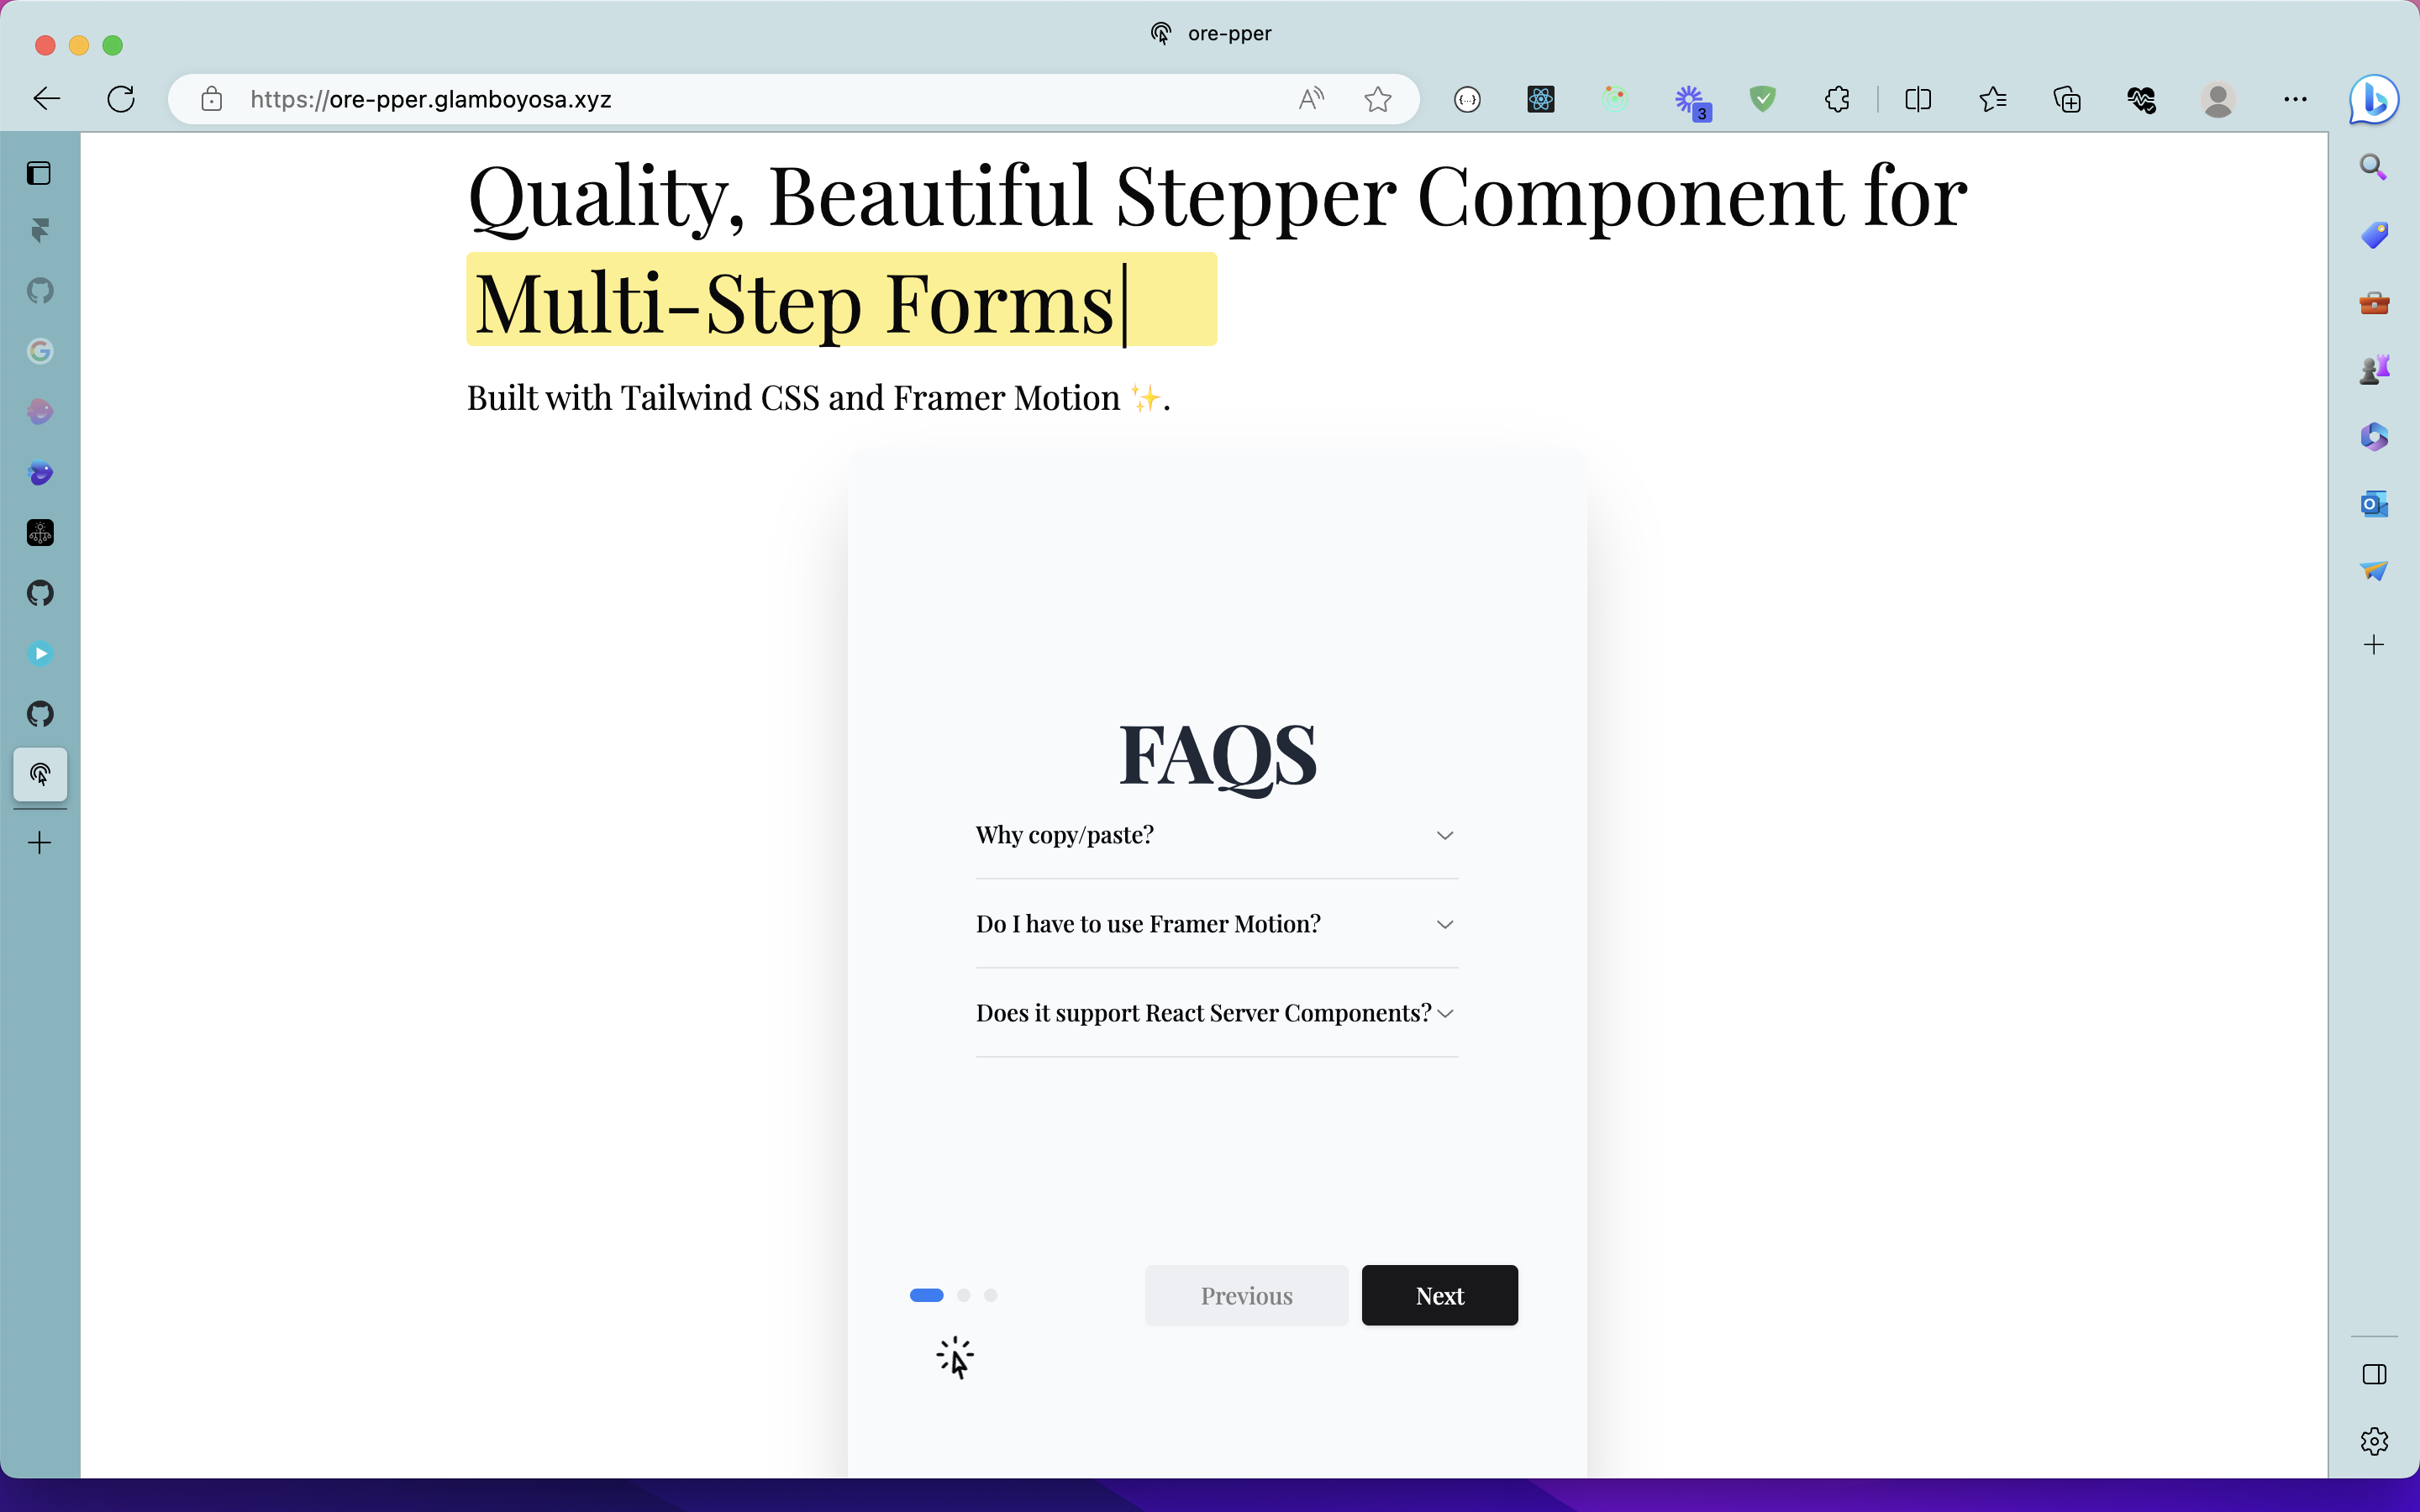 ore-pper
https://ore-pper.glamboyosa.xyz
3
Quality, Beautiful Stepper Component for
Multi-Step Forms|
Built with Tailwind CSS and Framer Motion ✨.
FAQS
Why copy/paste?
Do I have to use Framer Motion?
Does it support React Server Components?
Previous
Next